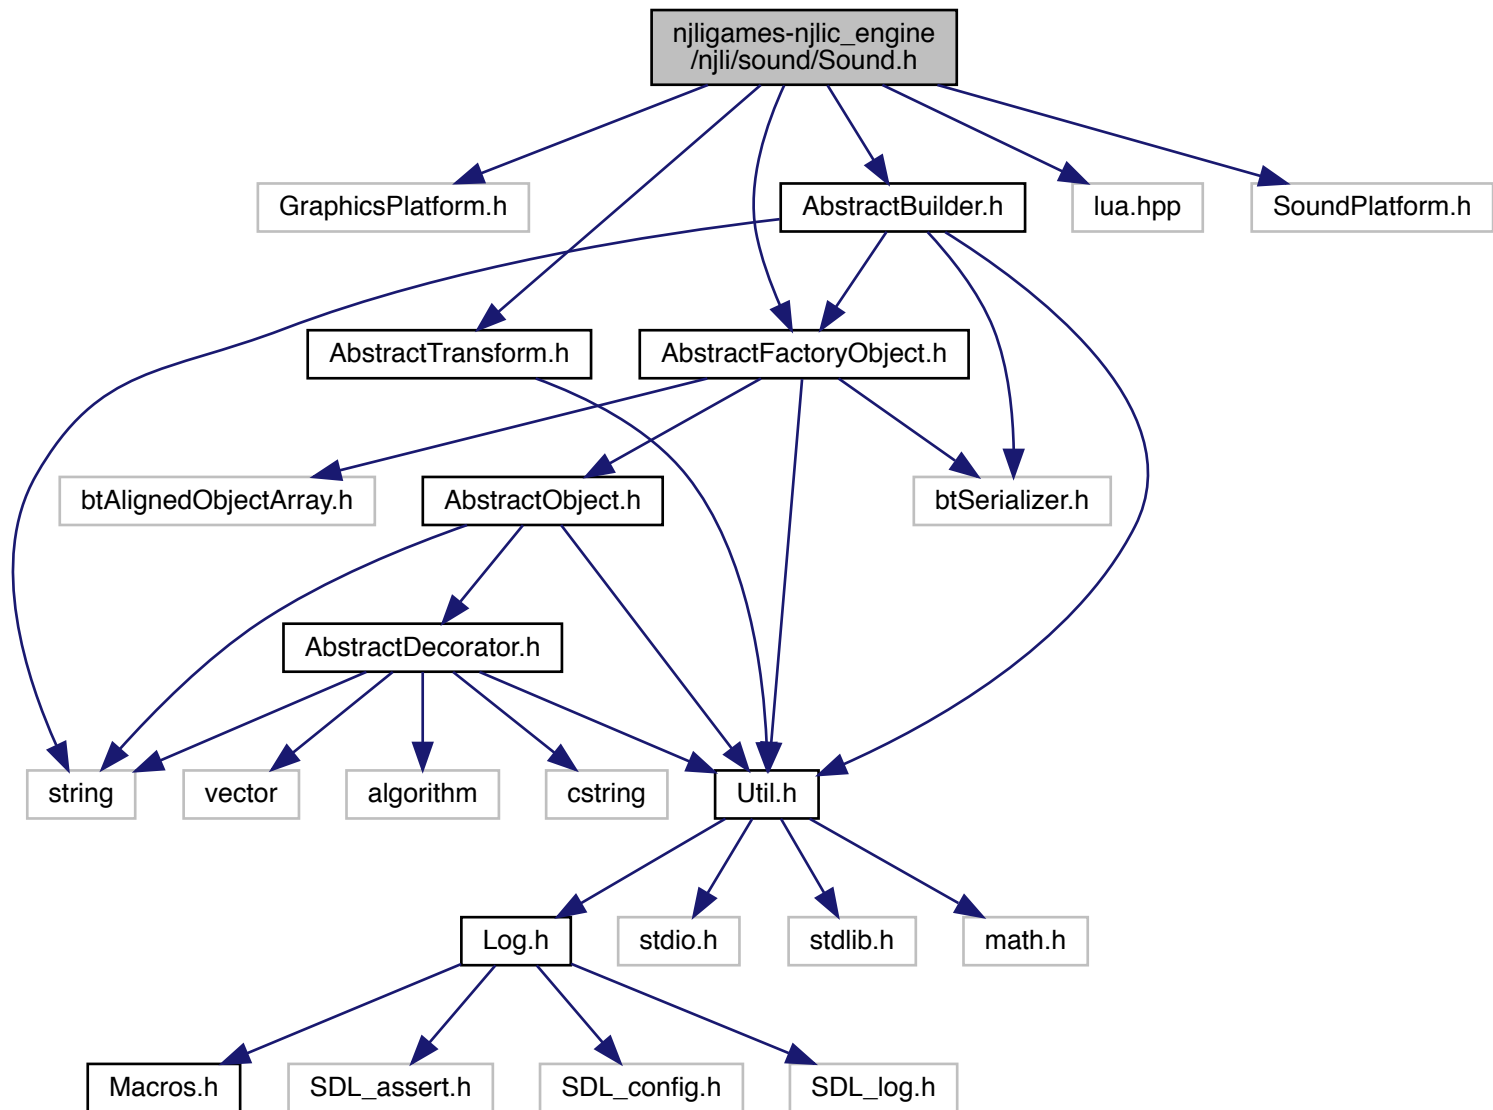 njligames-njlic_engine
/njli/sound/Sound.h
GraphicsPlatform.h
AbstractBuilder.h
lua.hpp
SoundPlatform.h
AbstractTransform.h
AbstractFactoryObject.h
btAlignedObjectArray.h
AbstractObject.h
btSerializer.h
AbstractDecorator.h
string
vector
algorithm
cstring
Util.h
Log.h
stdio.h
stdlib.h
math.h
Macros.h
SDL_assert.h
SDL_config.h
SDL_log.h